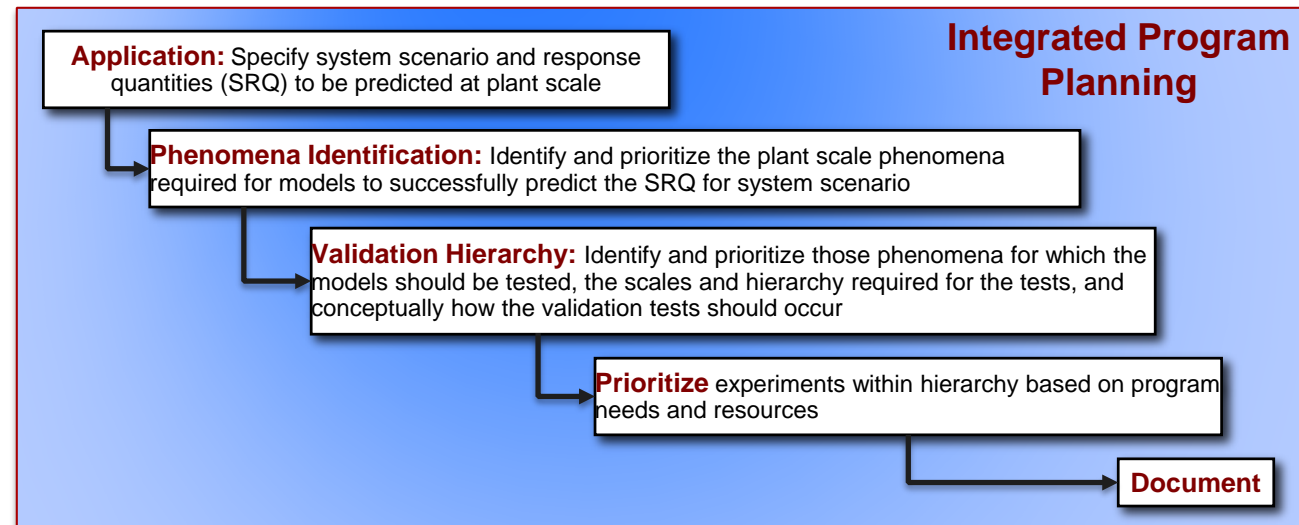 Integrated Program
Planning
Application: Specify system scenario and response
quantities (SRQ) to be predicted at plant scale
Phenomena Identification: Identify and prioritize the plant scale phenomena
required for models to successfully predict the SRQ for system scenario
Validation Hierarchy: Identify and prioritize those phenomena for which the
models should be tested, the scales and hierarchy required for the tests, and
conceptually how the validation tests should occur
Prioritize experiments within hierarchy based on program
needs and resources
Document